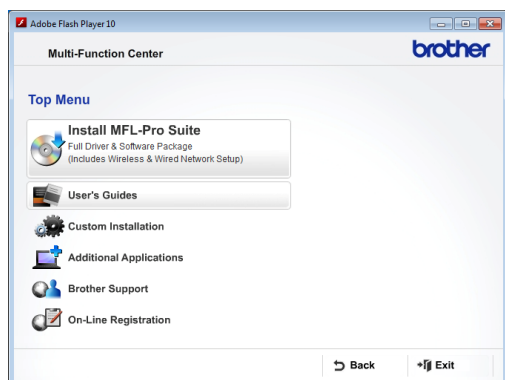 Adobe Flash Player 10
Multi-Function Center
brother
Top Menu
Install MFL-Pro Suite
Full Driver & Software Package
(Includes Wireless & Wired Network Setup)
User's Guides
Custom Installation
Additional Applications
Brother Support
On-Line Registration
Back
Exit